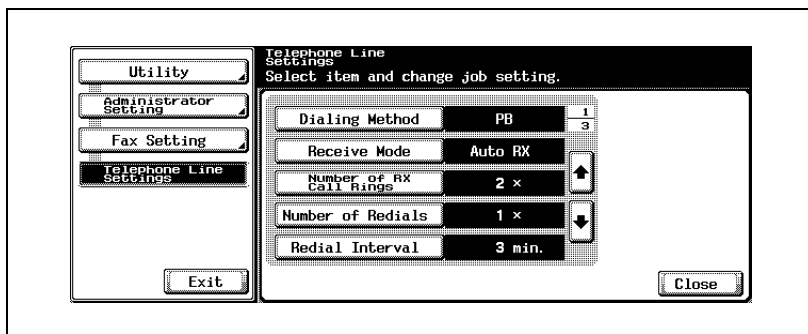 Utility
Administrator
Setting
Fax Setting
Telephone Line
Settings
Exit
Telephone Line
Settings
Select item and change job setting.
Dialing Method PB
Receive Mode Auto RX
Number of RX
Call Rings 2 ×
Number of Redials 1 ×
Redial Interval 3 min.
1
3
Close